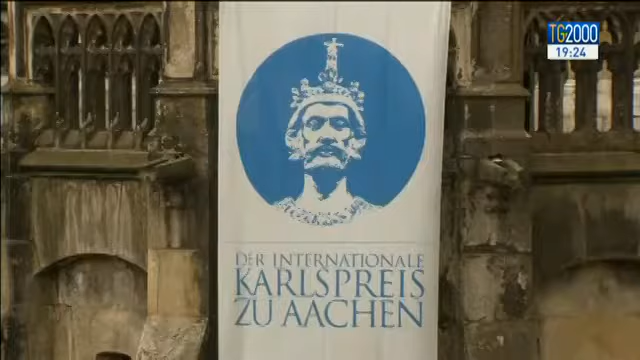 TG2000
19:24
DER INTERNATIONALE
KARLSPREIS
ZU AACHEN